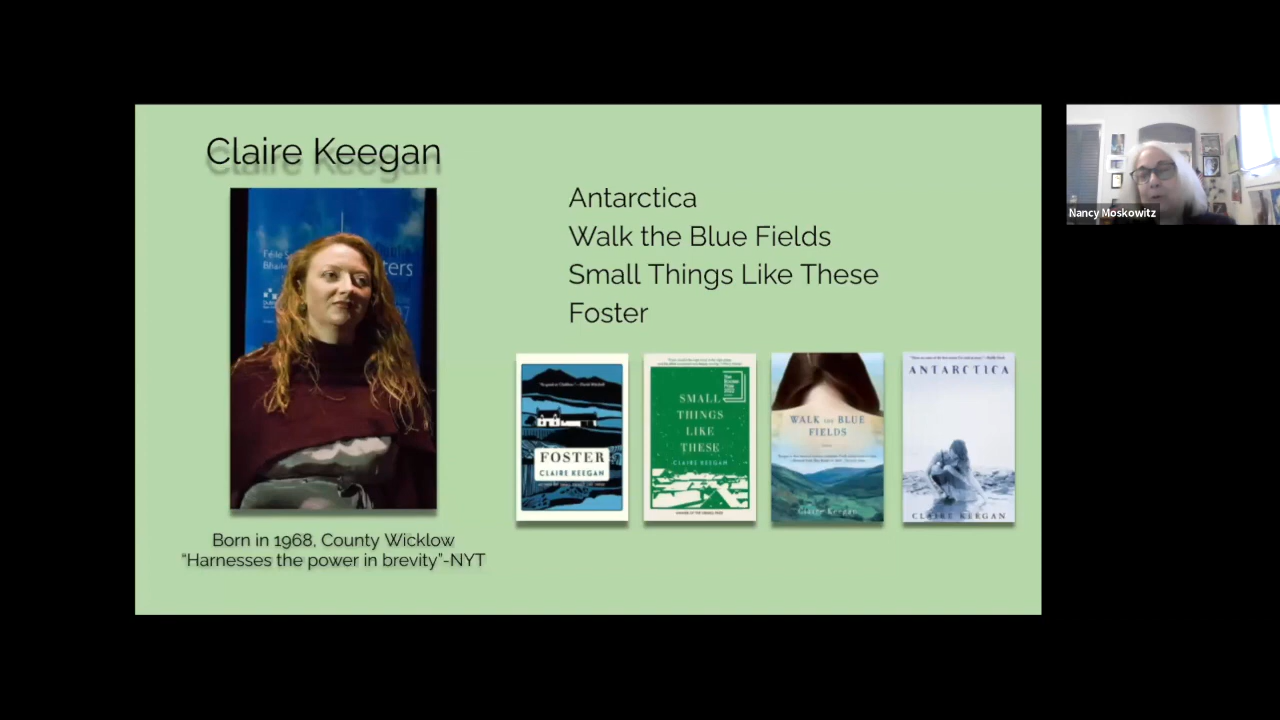 Claire Keegan
Antarctica
Walk the Blue Fields
Small Things Like These
Foster
Born in 1968, County Wicklow
“Harnesses the power in brevity”-NYT
FOSTER
CLAIRE KEEGAN
SMALL
THINGS
LIKE
THESE
CLAIRE KEEGAN
WALK THE BLUE
FIELDS
Claire Keegan
ANTARCTICA
CLAIRE KEEGAN
Nancy Moskowitz